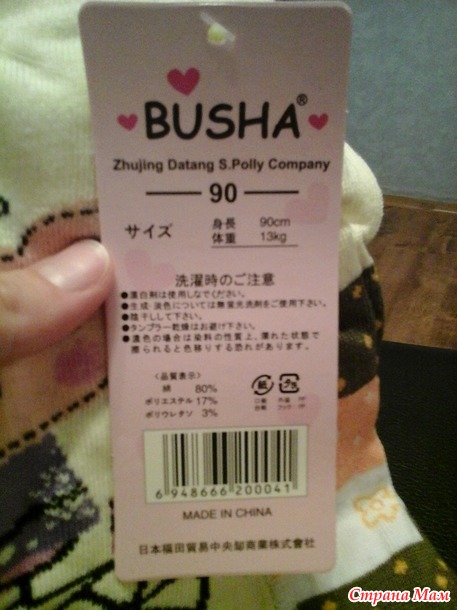 BUSHA®
Zhujing Datang S.Polly Company
90
サイズ 身長 90cm
体重 13kg
洗濯時のご注意
●漂白剤は使用しなでください。
●生成・淡色については無蛍光洗剤をご使用下さい。
●陰干しして下さい。
●タンブラー乾燥はお避け下さい。
●濃色の場合は染料の性質上、濡れた状態で
擦られると色移りする恐れがあります。
<品質表示>
綿 80%
ポリエステル 17%
ポリウレタン 3%
紙 プラ
6 948666 200041
MADE IN CHINA
日本福田貿易中央部商業株式會社
Страна Мам